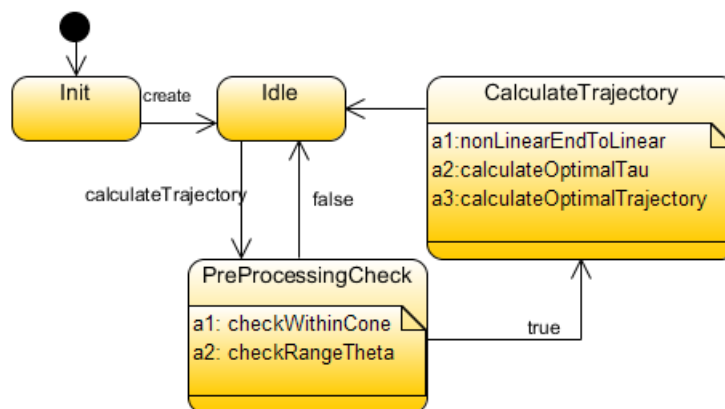 Init
create
Idle
CalculateTrajectory
a1:nonLinearEndToLinear
a2:calculateOptimalTau
a3:calculateOptimalTrajectory
calculateTrajectory
false
PreProcessingCheck
a1: checkWithinCone
a2: checkRangeTheta
true